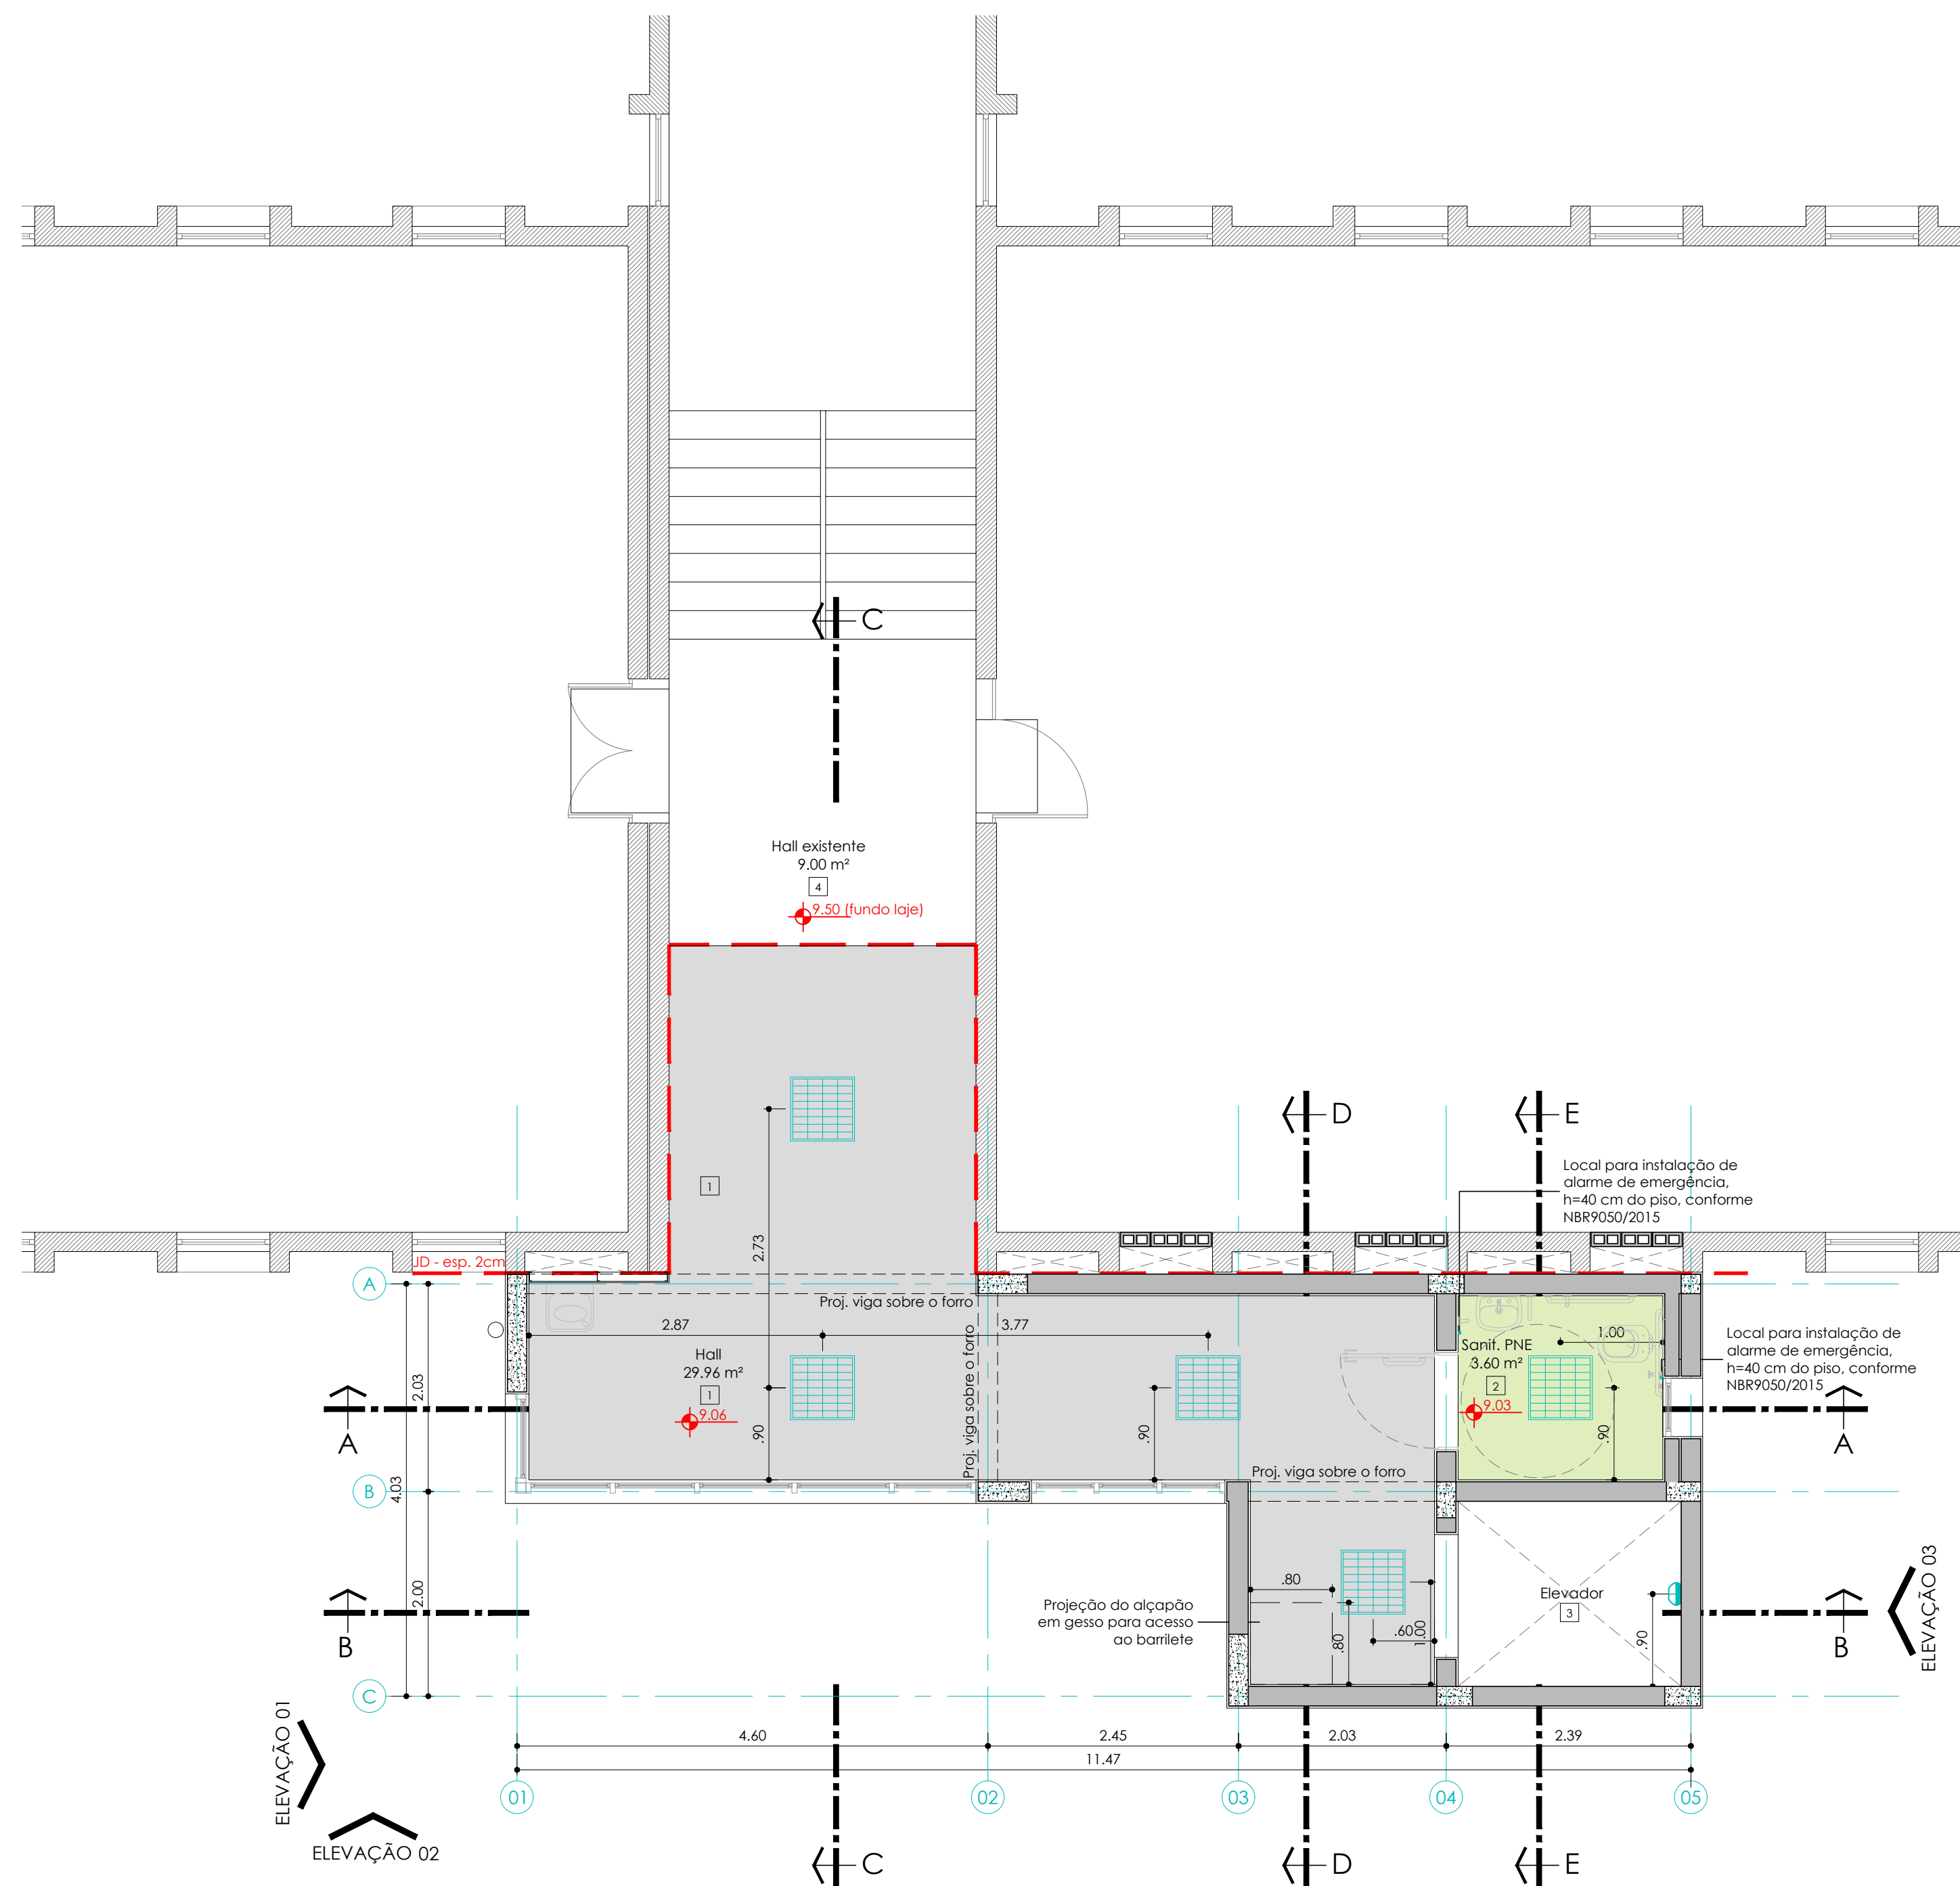 C
Hall existente
9.00 m²
4
9.50 (fundo laje)
D
E
Local para instalação de
alarme de emergência,
h=40 cm do piso, conforme
NBR9050/2015
1
2.73
JD - esp. 2cm
A
Proj. viga sobre o forro
2.87
3.77
1.00
Hall
29.96 m²
1
9.06
.90
Proj. viga sobre o forro
.90
Sanit. PNE
3.60 m²
2
9.03
.90
Local para instalação de
alarme de emergência,
h=40 cm do piso, conforme
NBR9050/2015
A
A
2.03
4.03
B
Proj. viga sobre o forro
2.00
B
B
Projeção do alçapão
em gesso para acesso
ao barrilete
.80
.80
.60
1.00
Elevador
3
.90
ELEVAÇÃO 03
C
ELEVAÇÃO 01
4.60
2.45
2.03
2.39
11.47
01
02
03
04
05
ELEVAÇÃO 02
C
D
E